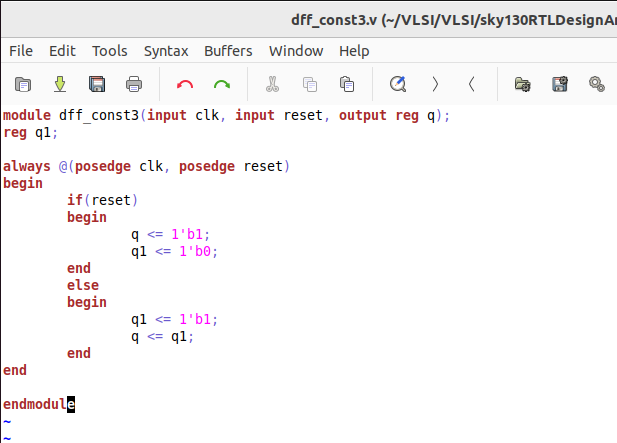 dff_const3.v (~/VLSI/VLSI/sky130RTLDesignAn
File Edit Tools Syntax Buffers Window Help
module dff_const3(input clk, input reset, output reg q);
reg q1;
always @(posedge clk, posedge reset)
begin
if(reset)
begin
q <= 1'b1;
q1 <= 1'b0;
end
else
begin
q1 <= 1'b1;
q <= q1;
end
end
endmodule
~
~